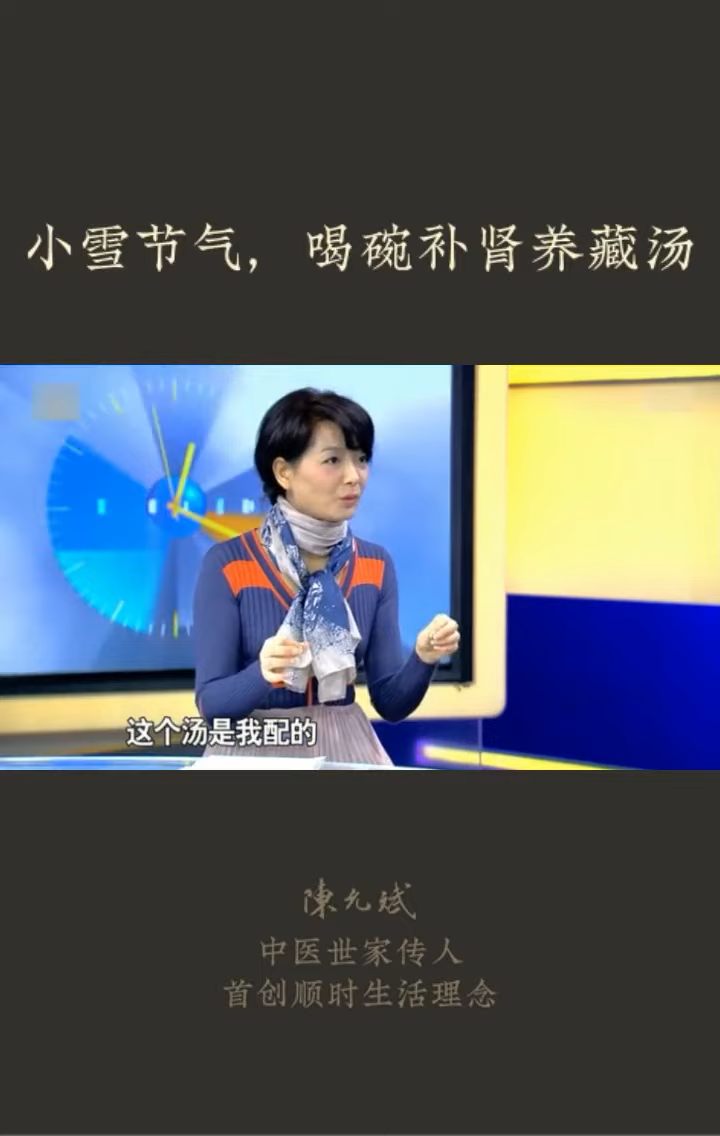 小雪节气，喝碗补肾养藏汤
这个汤是我配的
陳允斌
中医世家传人
首创顺时生活理念